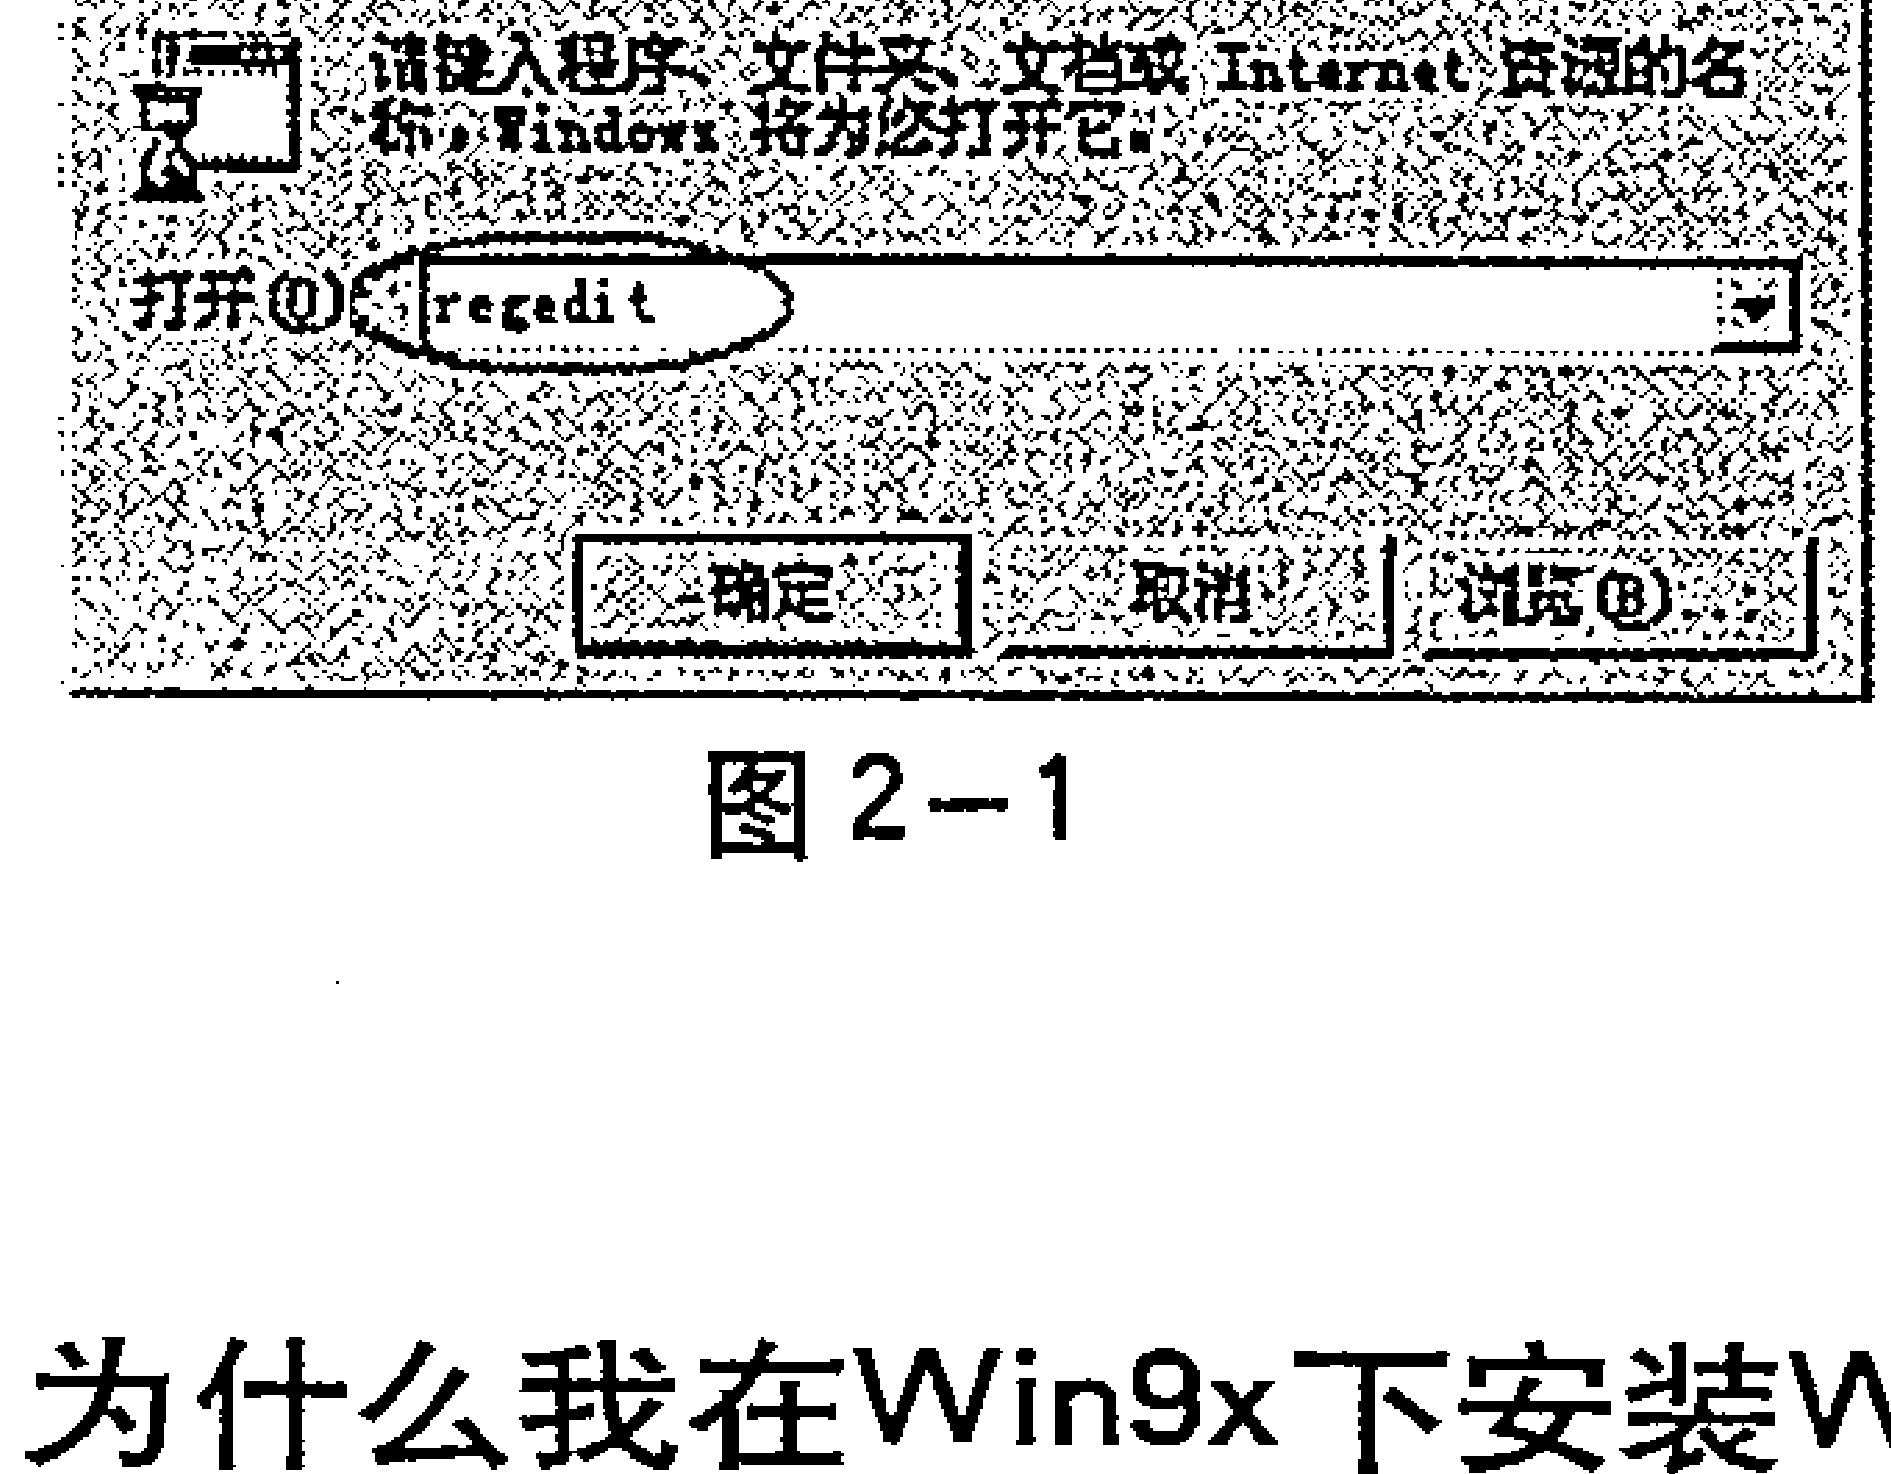 请键入程序、文件夹、文档或 Internet 资源的名
称，Windows 将为您打开它。
打开(O) regedit
确定 取消 浏览(B)...
图 2－1
为什么我在Win9x下安装W